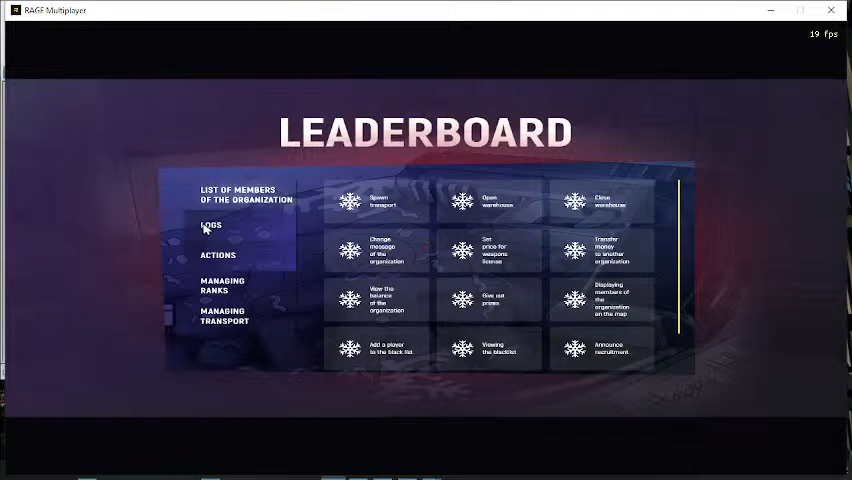 RAGE Multiplayer
19 fps
LEADERBOARD
LIST OF MEMBERS
OF THE ORGANIZATION
LOGS
ACTIONS
MANAGING
RANKS
MANAGING
TRANSPORT
Spawn
transport
Open
warehouse
Close
warehouse
Change
message
of the
organization
Set
price for
weapons
license
Transfer
money
to another
organization
View the
balance
of the
organization
Give out
prizes
Displaying
members of
the
organization
on the map
Add a player
to the black list
Viewing
the blacklist
Announce
recruitment